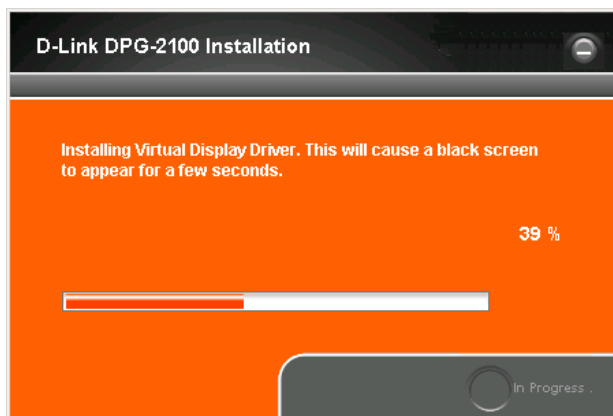 D-Link DPG-2100 Installation
Installing Virtual Display Driver. This will cause a black screen
to appear for a few seconds.
39 %
In Progress .